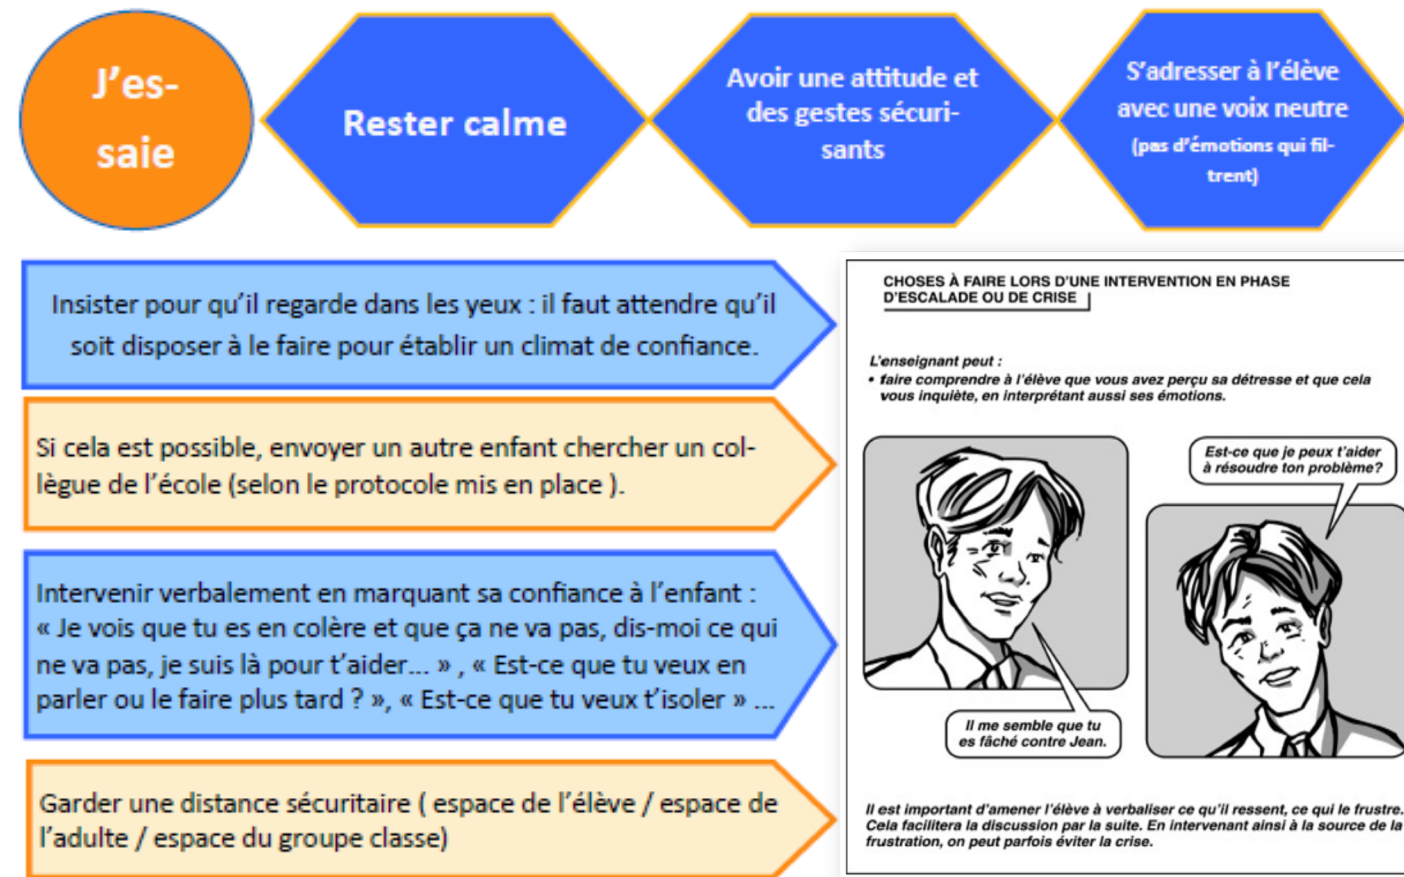 J'es-
saie
Rester calme
Avoir une attitude et
des gestes sécuri-
sants
S'adresser à l'élève
avec une voix neutre
(pas d'émotions qui fil-
trent)
Insister pour qu'il regarde dans les yeux : il faut attendre qu'il
soit disposer à le faire pour établir un climat de confiance.
Si cela est possible, envoyer un autre enfant chercher un col-
lègue de l'école (selon le protocole mis en place ).
Intervenir verbalement en marquant sa confiance à l'enfant :
« Je vois que tu es en colère et que ça ne va pas, dis-moi ce qui
ne va pas, je suis là pour t'aider... » , « Est-ce que tu veux en
parler ou le faire plus tard ? », « Est-ce que tu veux t'isoler » ...
Garder une distance sécuritaire ( espace de l'élève / espace de
l'adulte / espace du groupe classe)
CHOSES À FAIRE LORS D'UNE INTERVENTION EN PHASE
D'ESCALADE OU DE CRISE
L'enseignant peut :
• faire comprendre à l'élève que vous avez perçu sa détresse et que cela
vous inquiète, en interprétant aussi ses émotions.
Est-ce que je peux t'aider
à résoudre ton problème?
Il me semble que tu
es fâché contre Jean.
Il est important d'amener l'élève à verbaliser ce qu'il ressent, ce qui le frustre.
Cela facilitera la discussion par la suite. En intervenant ainsi à la source de la
frustration, on peut parfois éviter la crise.